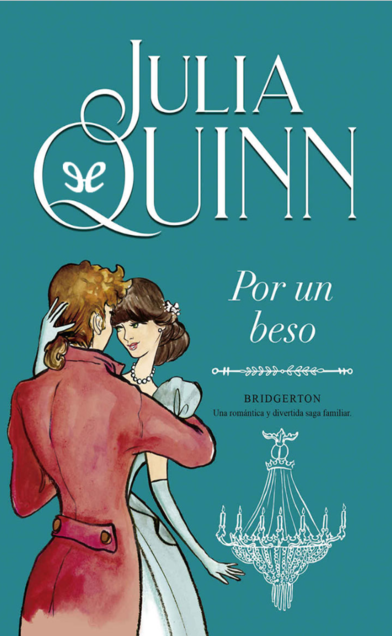 JULIA
QUINN
Por un
beso
BRIDGERTON
Una romántica y divertida saga familiar.